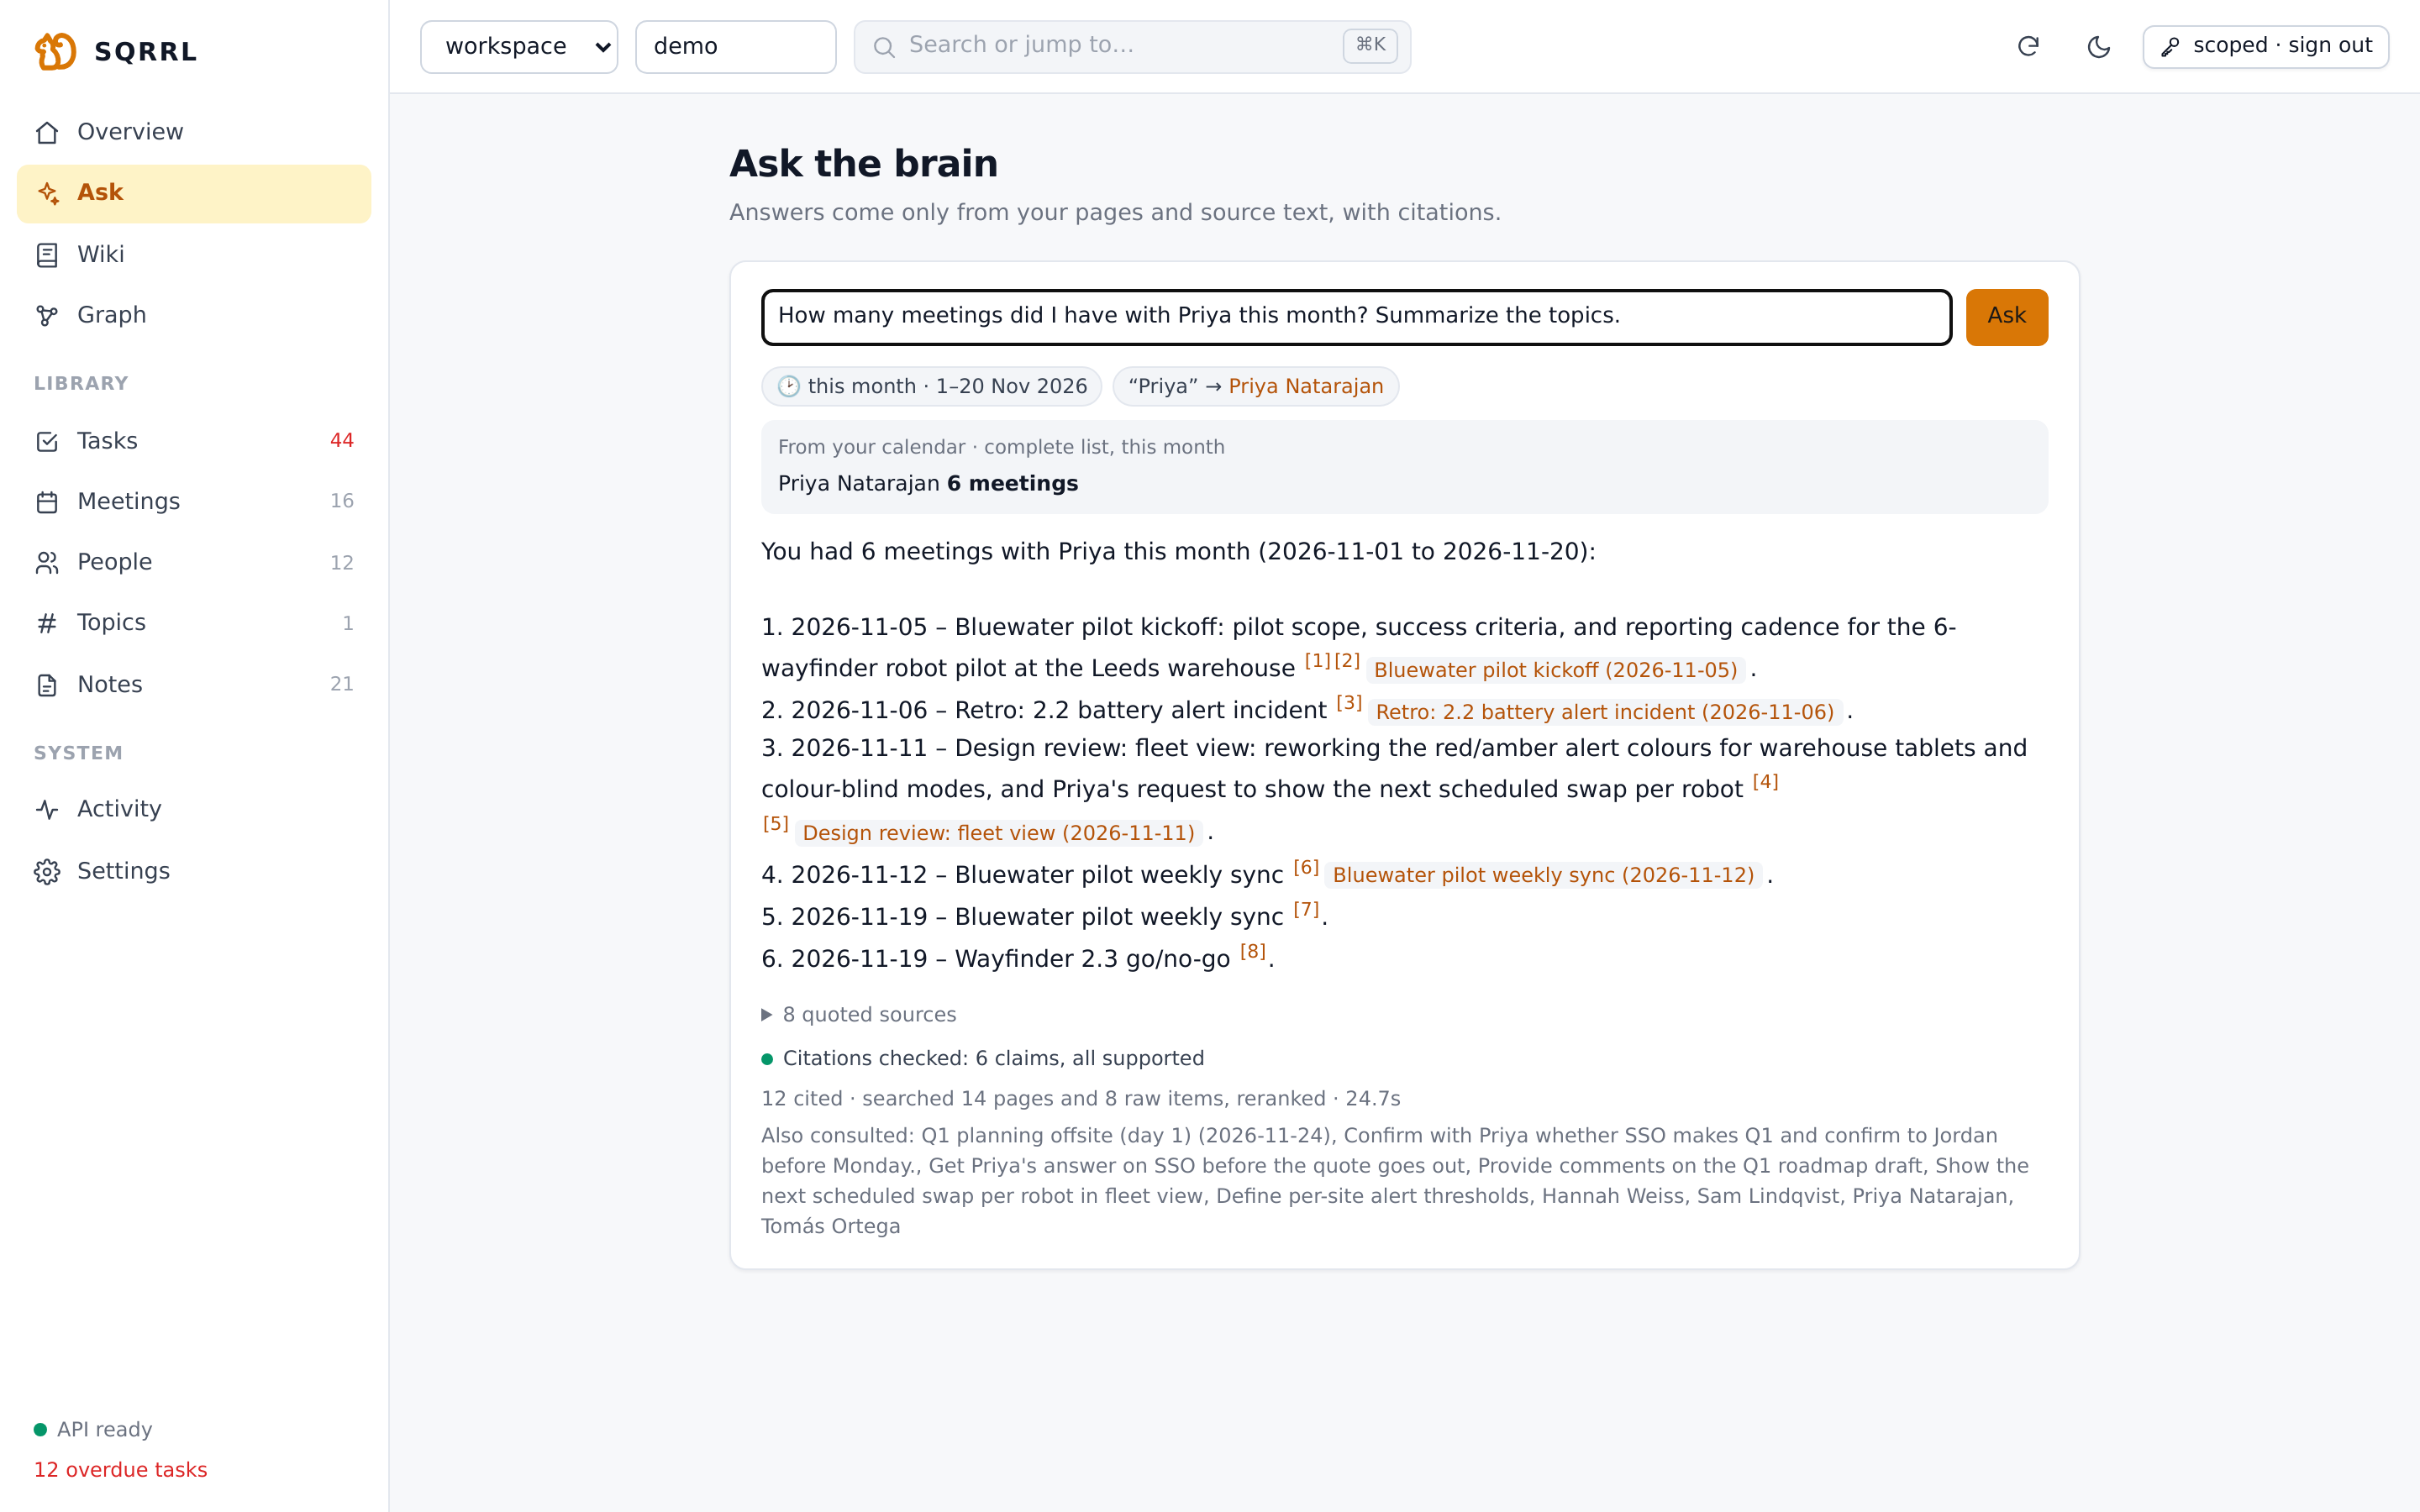 SQRRL
workspace
demo
Search or jump to…
⌘K
scoped · sign out
Overview
Ask
Wiki
Graph
LIBRARY
Tasks 44
Meetings 16
People 12
Topics 1
Notes 21
SYSTEM
Activity
Settings
API ready
12 overdue tasks
Ask the brain
Answers come only from your pages and source text, with citations.
How many meetings did I have with Priya this month? Summarize the topics.
Ask
this month · 1–20 Nov 2026
“Priya” → Priya Natarajan
From your calendar · complete list, this month
Priya Natarajan 6 meetings
You had 6 meetings with Priya this month (2026-11-01 to 2026-11-20):
1. 2026-11-05 – Bluewater pilot kickoff: pilot scope, success criteria, and reporting cadence for the 6-
wayfinder robot pilot at the Leeds warehouse [1][2] Bluewater pilot kickoff (2026-11-05) .
2. 2026-11-06 – Retro: 2.2 battery alert incident [3] Retro: 2.2 battery alert incident (2026-11-06) .
3. 2026-11-11 – Design review: fleet view: reworking the red/amber alert colours for warehouse tablets and
colour-blind modes, and Priya's request to show the next scheduled swap per robot [4]
[5] Design review: fleet view (2026-11-11) .
4. 2026-11-12 – Bluewater pilot weekly sync [6] Bluewater pilot weekly sync (2026-11-12) .
5. 2026-11-19 – Bluewater pilot weekly sync [7].
6. 2026-11-19 – Wayfinder 2.3 go/no-go [8].
8 quoted sources
Citations checked: 6 claims, all supported
12 cited · searched 14 pages and 8 raw items, reranked · 24.7s
Also consulted: Q1 planning offsite (day 1) (2026-11-24), Confirm with Priya whether SSO makes Q1 and confirm to Jordan
before Monday., Get Priya's answer on SSO before the quote goes out, Provide comments on the Q1 roadmap draft, Show the
next scheduled swap per robot in fleet view, Define per-site alert thresholds, Hannah Weiss, Sam Lindqvist, Priya Natarajan,
Tomás Ortega